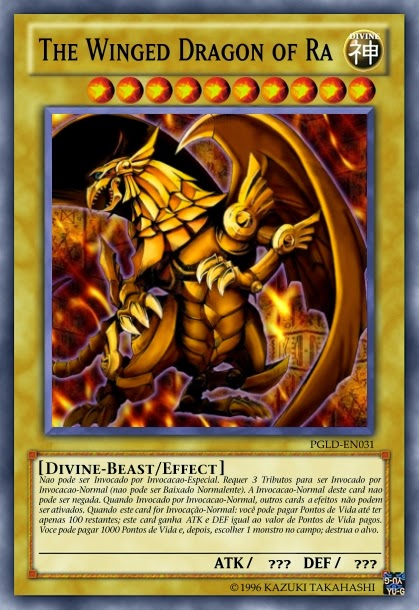 THE WINGED DRAGON OF RA
DIVINE
神
PGLD-EN031
[DIVINE-BEAST/EFFECT]
Nao pode ser Invocado por Invocacao-Especial. Requer 3 Tributos para ser Invocado por
Invocacao-Normal (nao pode ser Baixado Normalente). A Invocacao-Normal deste card nao
pode ser negada. Quando Invocado por Invocacao-Normal, outros cards a efeitos não podem
ser ativados. Quando este card for Invocação-Normal: você pode pagar Pontos de Vida até ter
apenas 100 restantes; este card ganha ATK e DEF igual ao valor de Pontos de Vida pagos.
Voce pode pagar 1000 Pontos de Vida e, depois, escolher 1 monstro no campo; destrua o alvo.
ATK / ??? DEF / ???
©1996 KAZUKI TAKAHASHI